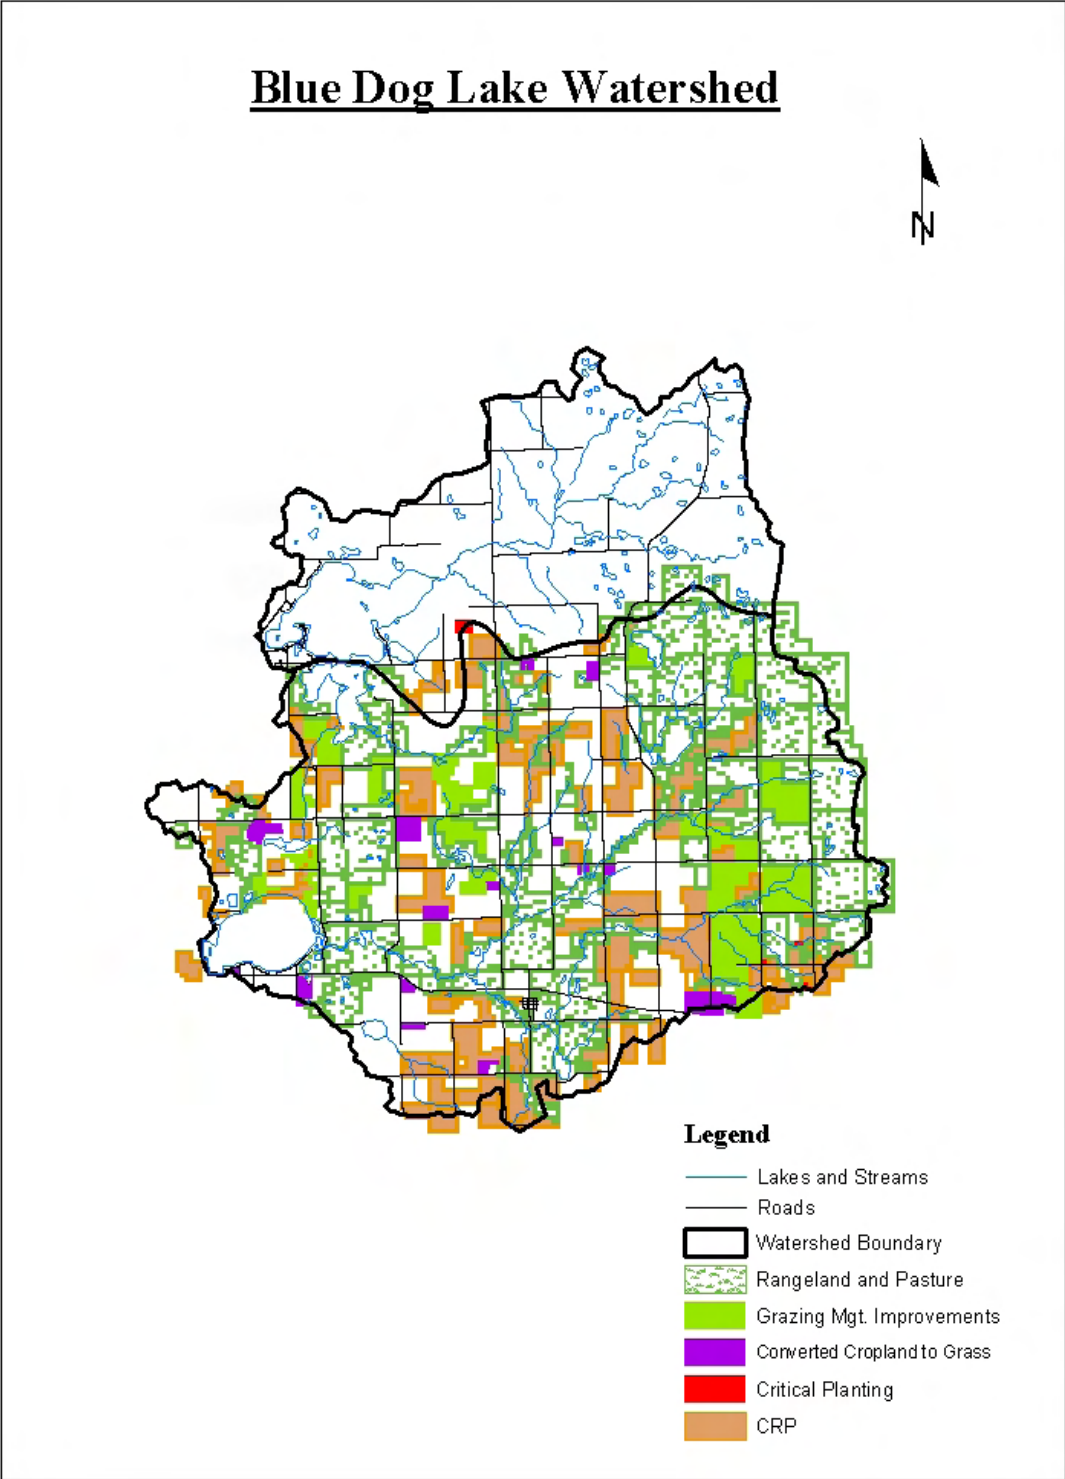 Blue Dog Lake Watershed
N
Legend
Lakes and Streams
Roads
Watershed Boundary
Rangeland and Pasture
Grazing Mgt. Improvements
Converted Cropland to Grass
Critical Planting
CRP